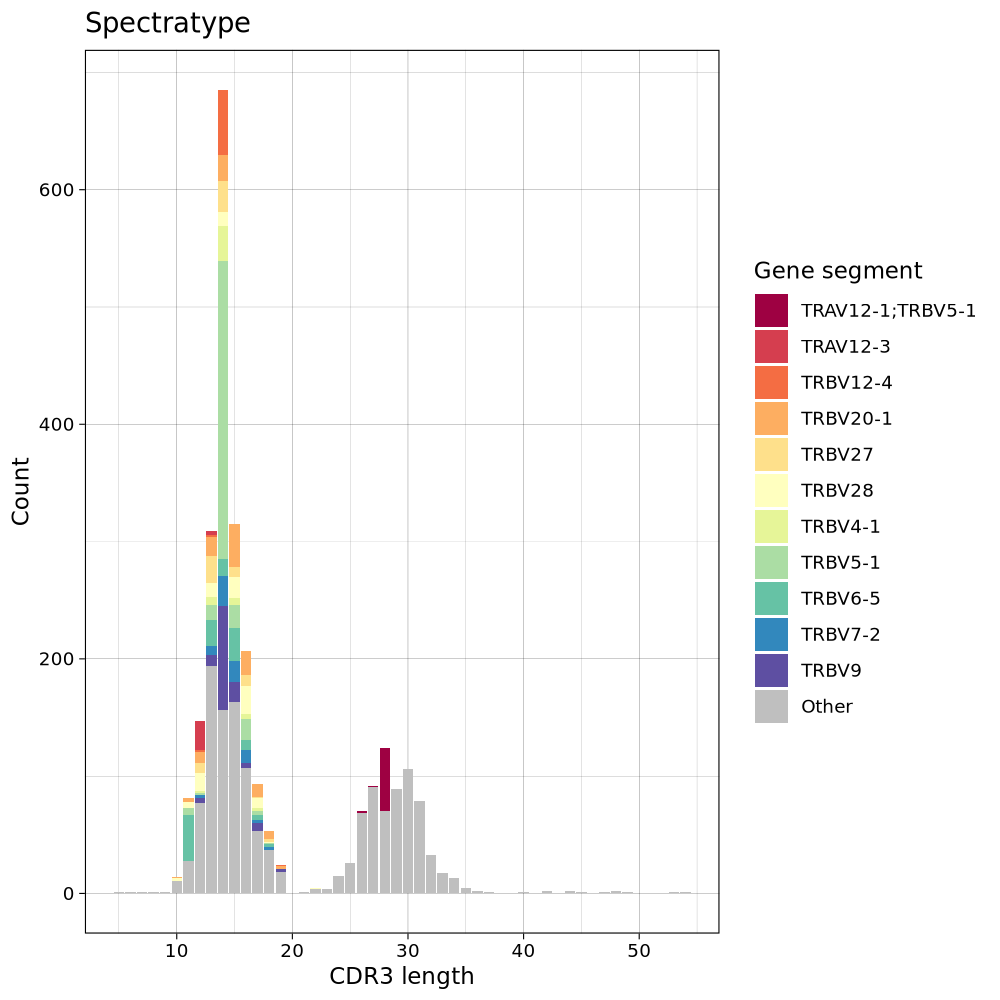 Spectratype
600
400
200
0
Count
10 20 30 40 50
CDR3 length
Gene segment
TRAV12-1;TRBV5-1
TRAV12-3
TRBV12-4
TRBV20-1
TRBV27
TRBV28
TRBV4-1
TRBV5-1
TRBV6-5
TRBV7-2
TRBV9
Other